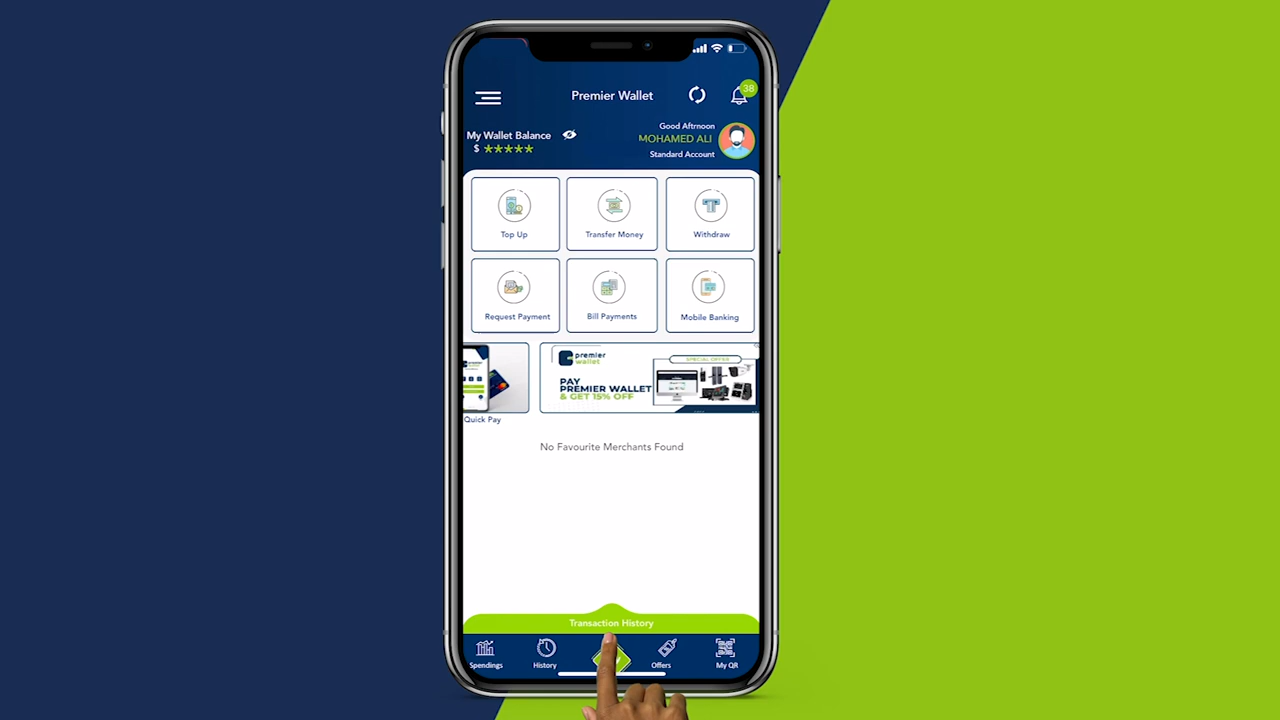 Premier Wallet
38
My Wallet Balance
$ *****
Good Aftrnoon
MOHAMED ALI
Standard Account
Top Up
Transfer Money
Withdraw
Request Payment
Bill Payments
Mobile Banking
premier
wallet
SPECIAL OFFER
PAY
PREMIER WALLET
& GET 15% OFF
Quick Pay
No Favourite Merchants Found
Transaction History
Spendings
History
Offers
My QR